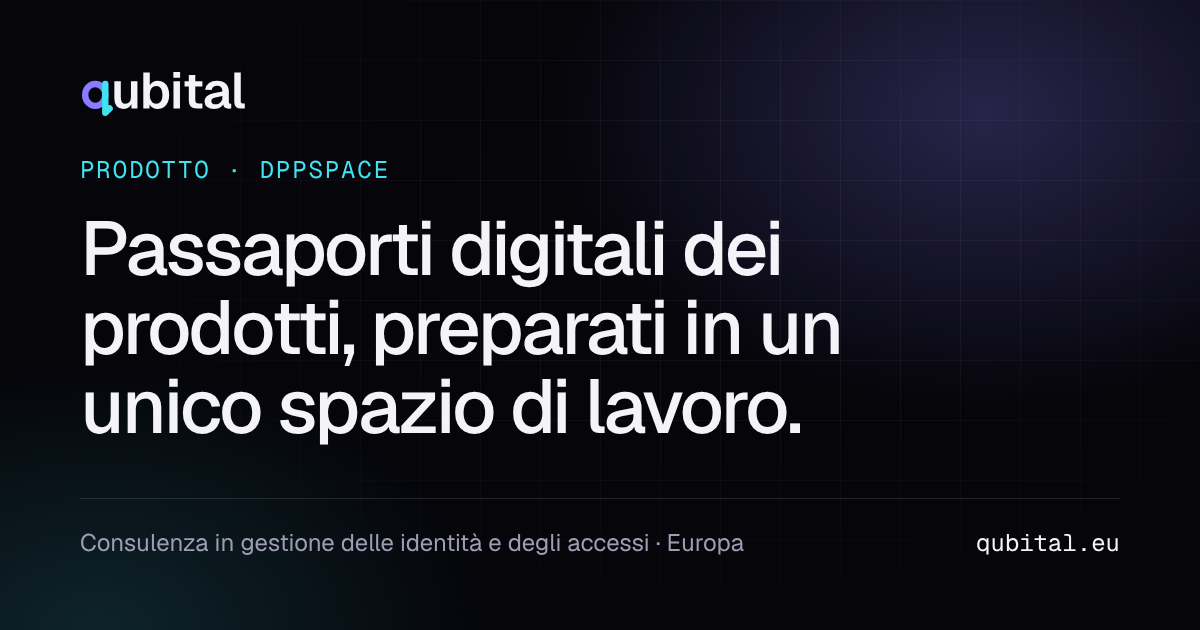 qubital
PRODOTTO · DPPSPACE
Passaporti digitali dei
prodotti, preparati in un
unico spazio di lavoro.
Consulenza in gestione delle identità e degli accessi · Europa
qubital.eu